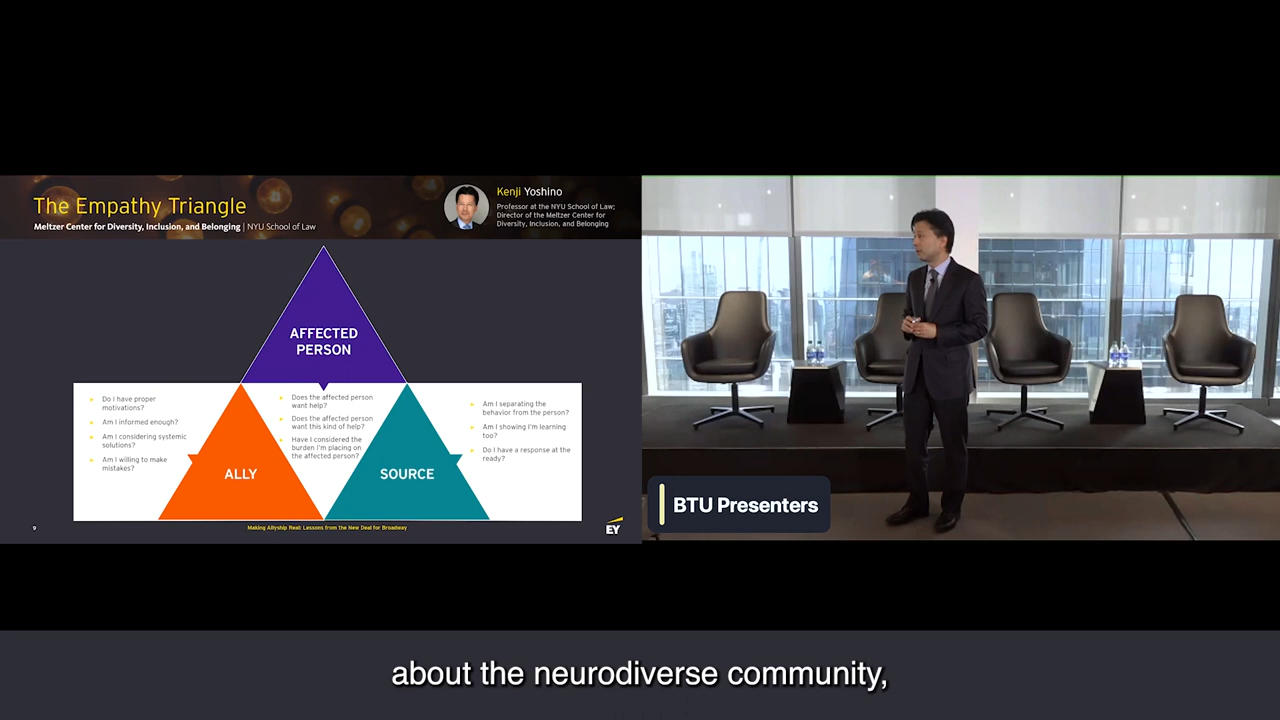 The Empathy Triangle
Meltzer Center for Diversity, Inclusion, and Belonging | NYU School of Law
Kenji Yoshino
Professor at the NYU School of Law;
Director of the Meltzer Center for
Diversity, Inclusion, and Belonging
AFFECTED
PERSON
Do I have proper
motivations?
Am I informed enough?
Am I considering systemic
solutions?
Am I willing to make
mistakes?
ALLY
Does the affected person
want help?
Does the affected person
want this kind of help?
Have I considered the
burden I'm placing on
the affected person?
SOURCE
Am I separating the
behavior from the person?
Am I showing I'm learning
too?
Do I have a response at the
ready?
9
Making Allyship Real: Lessons from the New Deal for Broadway
EY
BTU Presenters
about the neurodiverse community,